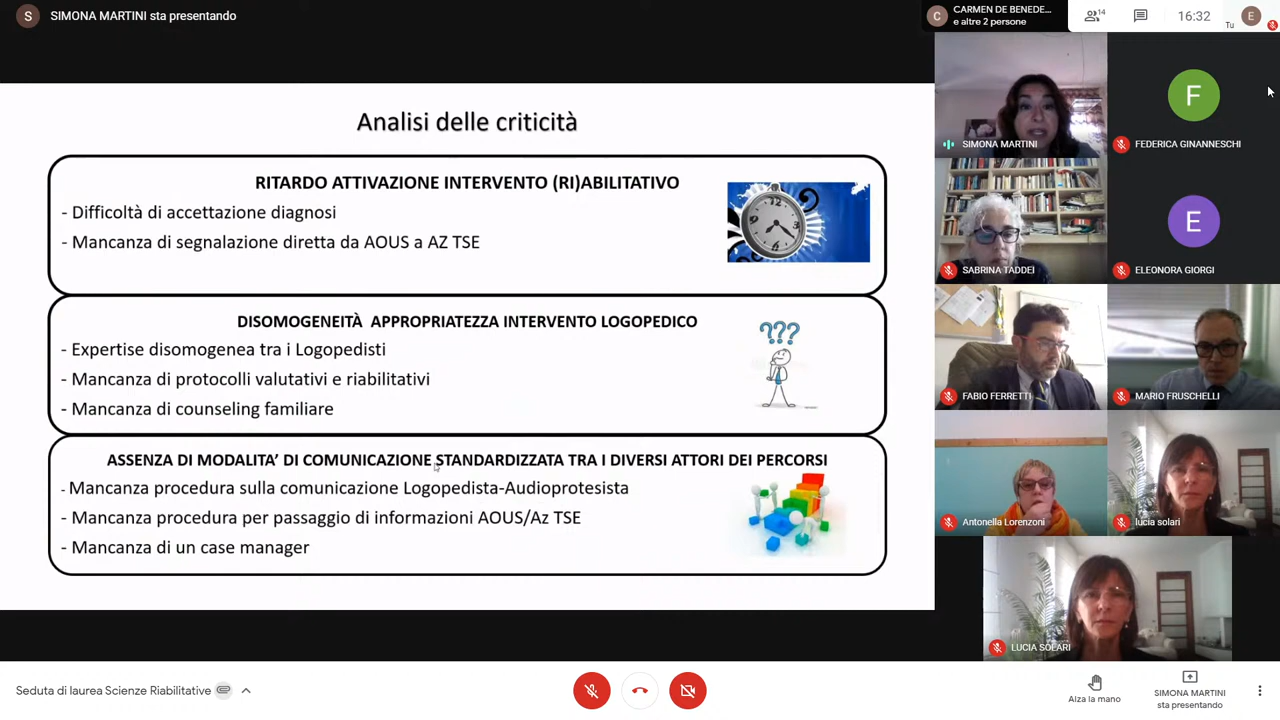 S SIMONA MARTINI sta presentando
C CARMEN DE BENEDE...
e altre 2 persone
14
16:32
Tu
E
Analisi delle criticità
RITARDO ATTIVAZIONE INTERVENTO (RI)ABILITATIVO
- Difficoltà di accettazione diagnosi
- Mancanza di segnalazione diretta da AOUS a AZ TSE
DISOMOGENEITÀ APPROPRIATEZZA INTERVENTO LOGOPEDICO
???
- Expertise disomogenea tra i Logopedisti
- Mancanza di protocolli valutativi e riabilitativi
- Mancanza di counseling familiare
ASSENZA DI MODALITA’ DI COMUNICAZIONE STANDARDIZZATA TRA I DIVERSI ATTORI DEI PERCORSI
- Mancanza procedura sulla comunicazione Logopedista-Audioprotesista
- Mancanza procedura per passaggio di informazioni AOUS/Az TSE
- Mancanza di un case manager
SIMONA MARTINI
F
FEDERICA GINANNESCHI
SABRINA TADDEI
E
ELEONORA GIORGI
FABIO FERRETTI
MARIO FRUSCHELLI
Antonella Lorenzoni
lucia solari
LUCIA SOLARI
Seduta di laurea Scienze Riabilitative
Alza la mano
SIMONA MARTINI
sta presentando